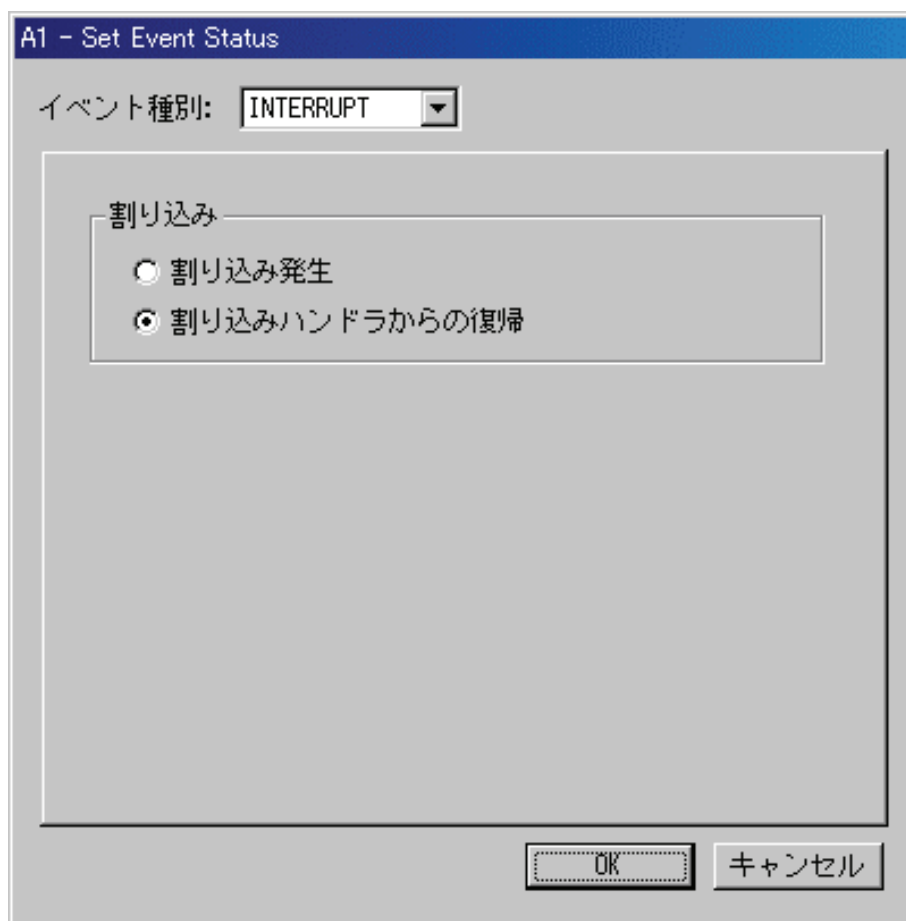 A1 - Set Event Status
イベント種別: INTERRUPT
割り込み
割り込み発生
割り込みハンドラからの復帰
OK キャンセル